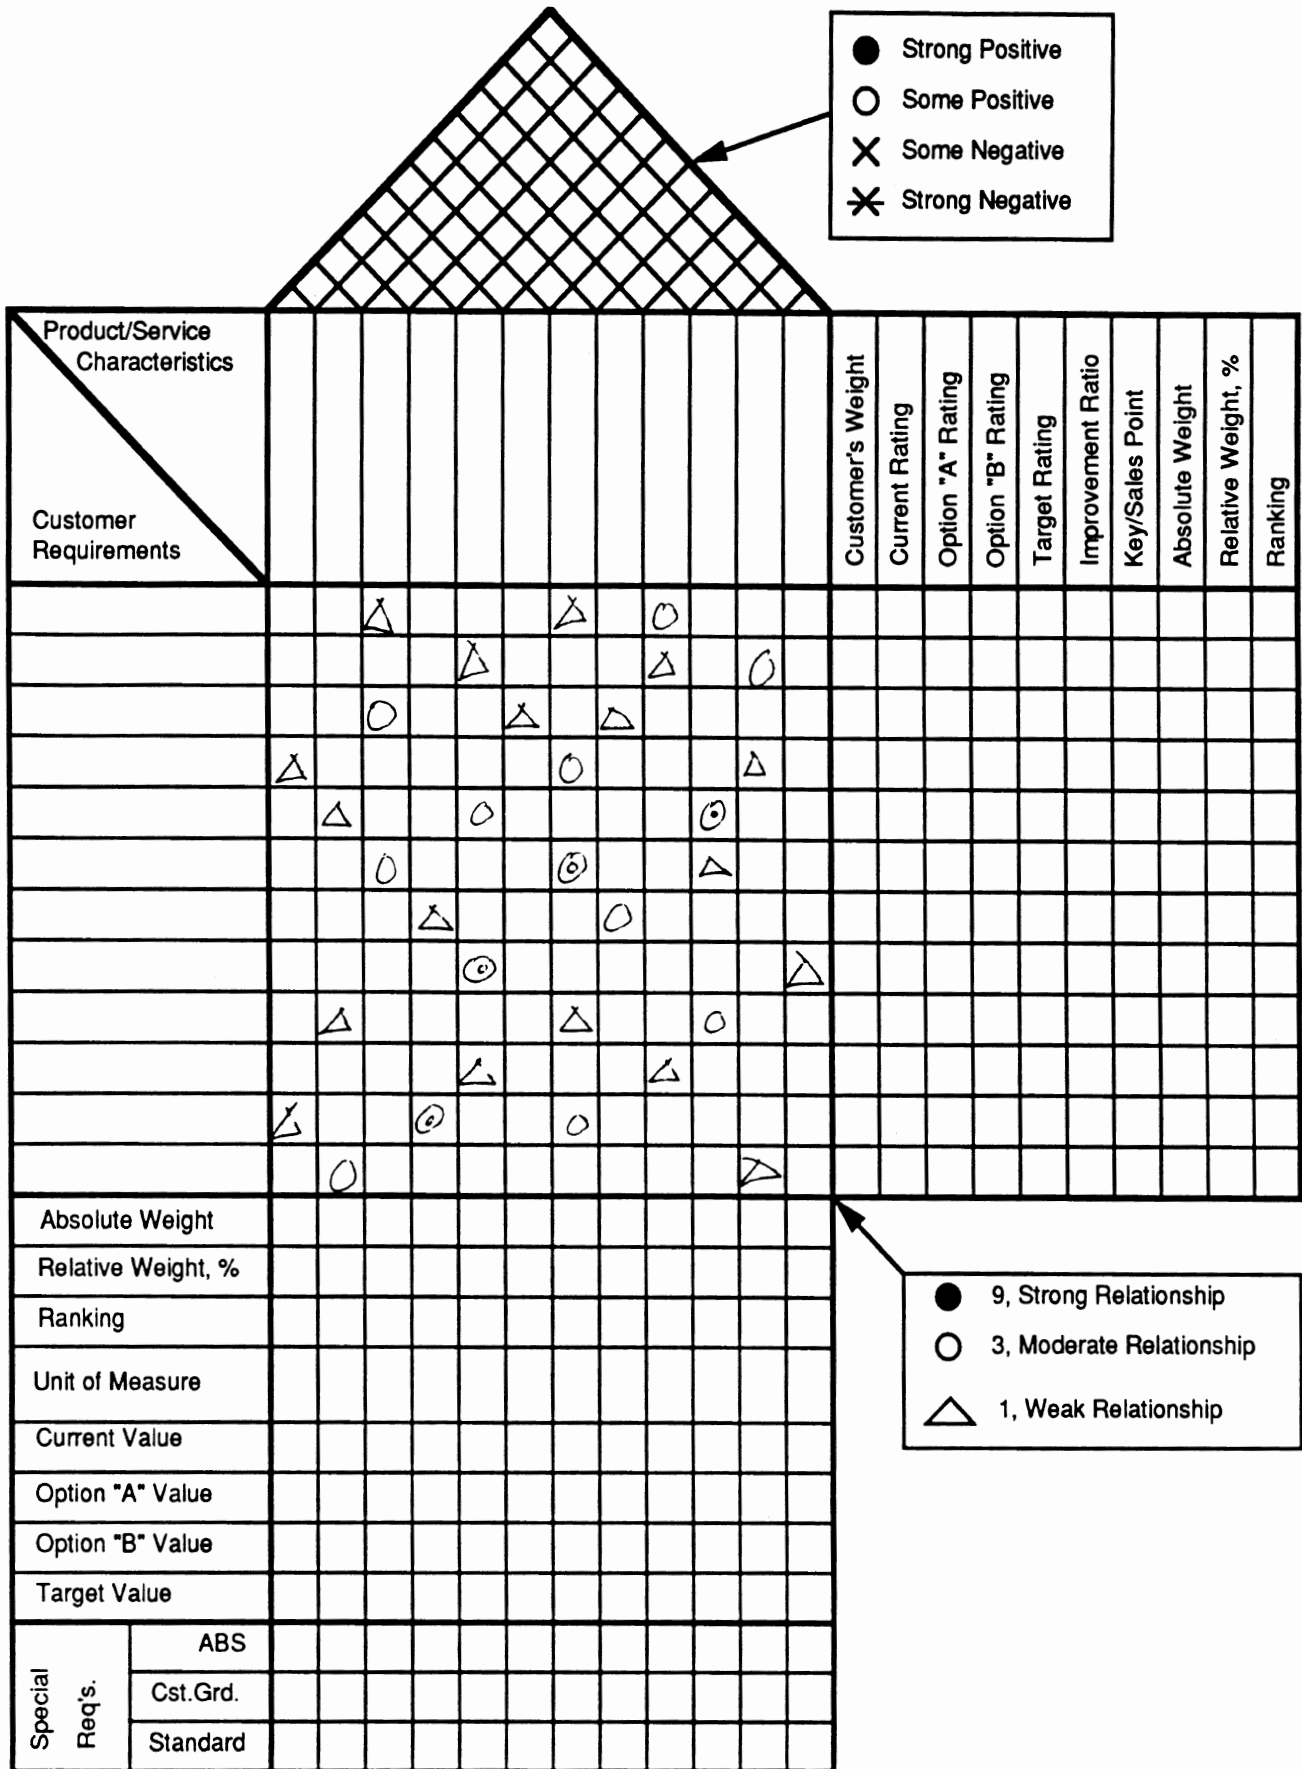 Strong Positive
Some Positive
Some Negative
Strong Negative
Product/Service
Characteristics
Customer
Requirements
Customer's Weight
Current Rating
Option "A" Rating
Option "B" Rating
Target Rating
Improvement Ratio
Key/Sales Point
Absolute Weight
Relative Weight, %
Ranking
Absolute Weight
Relative Weight, %
Ranking
Unit of Measure
Current Value
Option "A" Value
Option "B" Value
Target Value
Special
Req's.
ABS
Cst.Grd.
Standard
9, Strong Relationship
3, Moderate Relationship
1, Weak Relationship